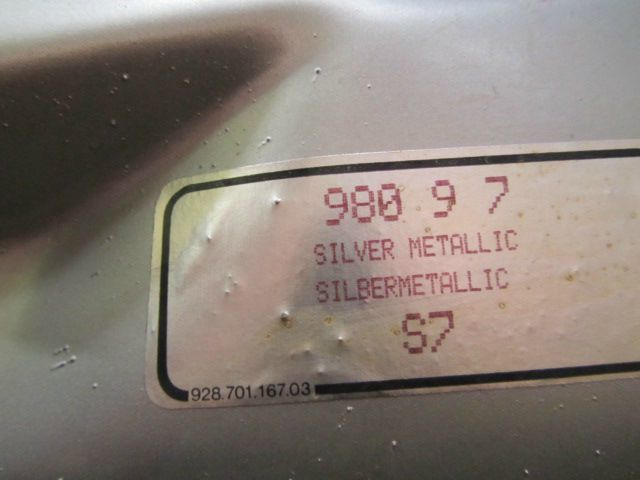 980 9 7
SILVER METALLIC
SILBERMETALLIC
S7
928.701.167.03